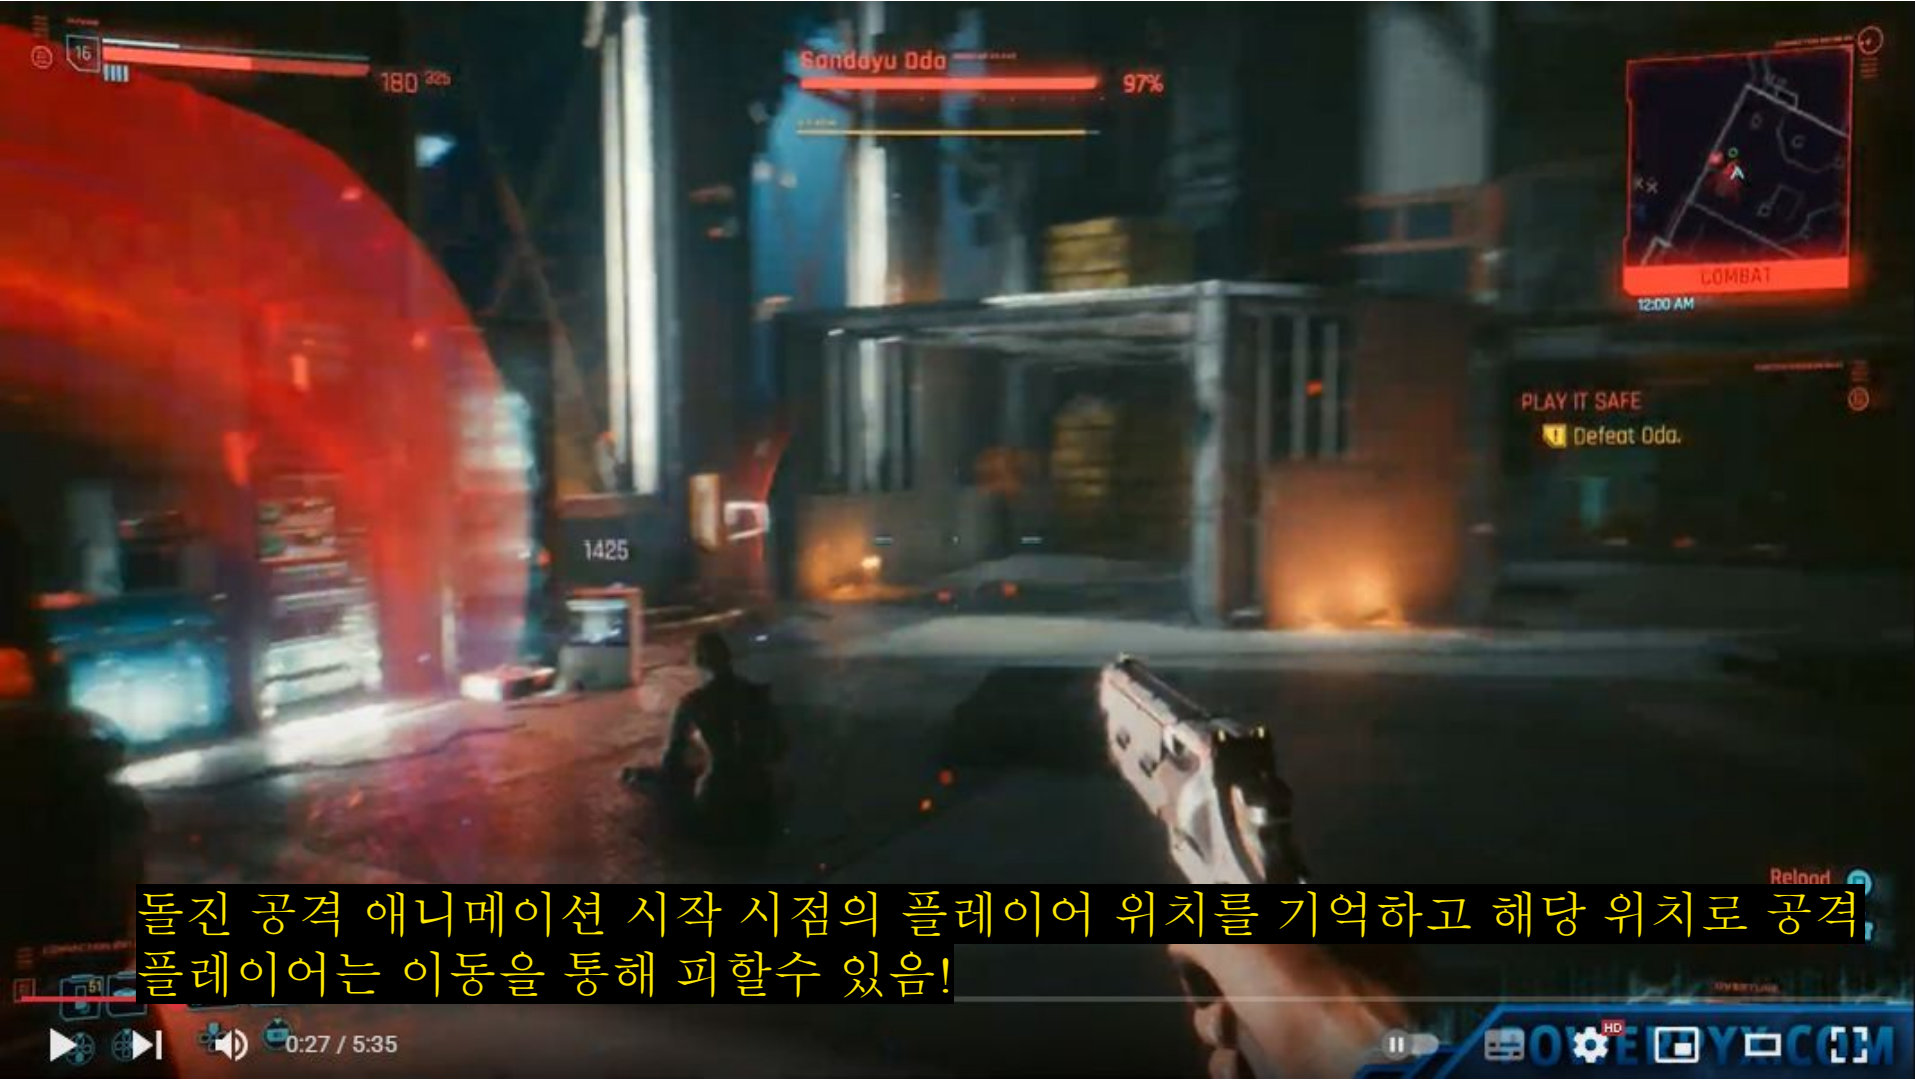 16
180 325
Sandayu Oda
97%
COMBAT
12:00 AM
PLAY IT SAFE
Defeat Oda.
1425
Reload
돌진 공격 애니메이션 시작 시점의 플레이어 위치를 기억하고 해당 위치로 공격
플레이어는 이동을 통해 피할수 있음!
51
0:27 / 5:35
HD